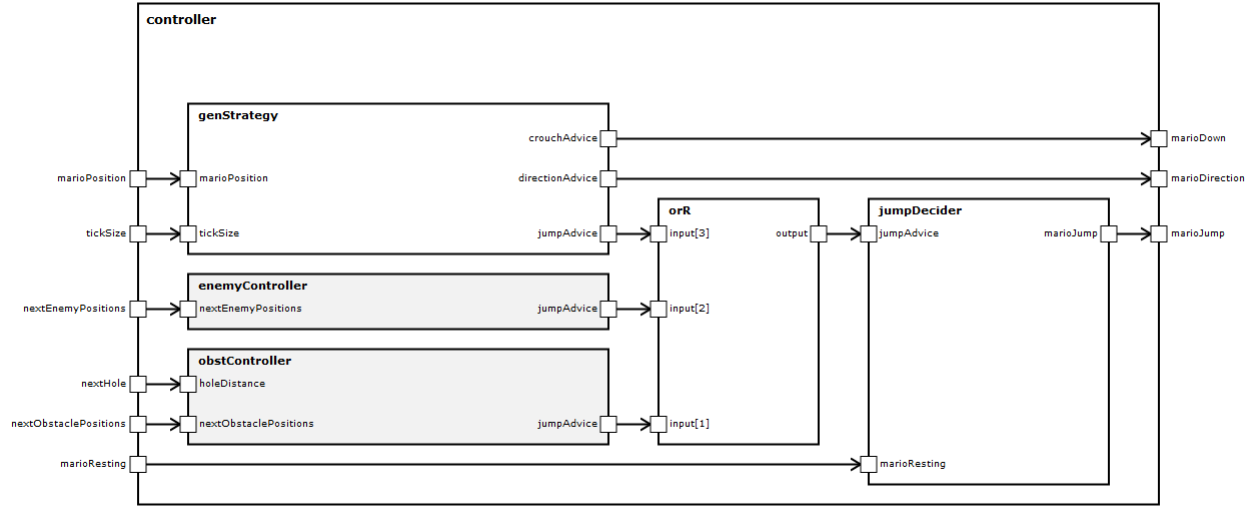 controller
genStrategy
crouchAdvice
marioDown
marioPosition
marioPosition
directionAdvice
marioDirection
orR
jumpDecider
tickSize
tickSize
jumpAdvice
input[3]
output
jumpAdvice
marioJump
marioJump
enemyController
nextEnemyPositions
nextEnemyPositions
jumpAdvice
input[2]
obstController
nextHole
holeDistance
nextObstaclePositions
nextObstaclePositions
jumpAdvice
input[1]
marioResting
marioResting